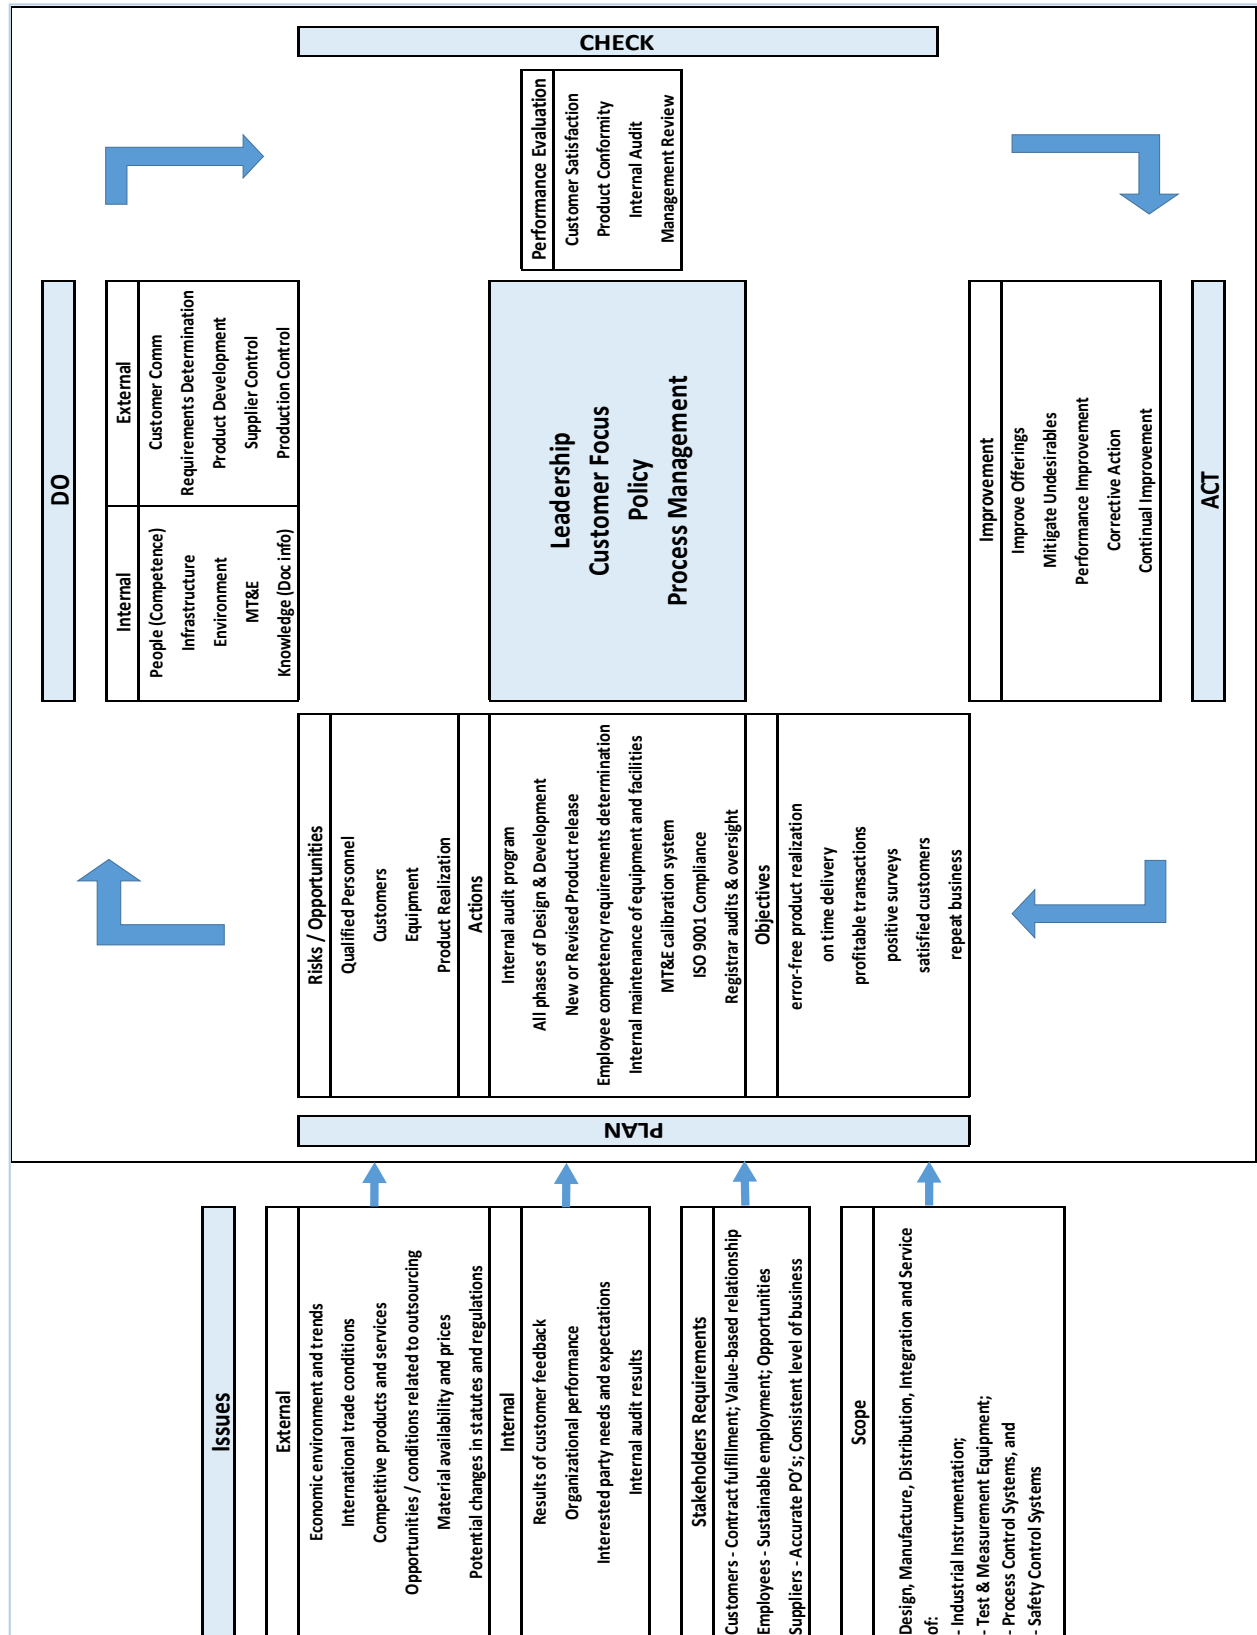 Issues
External
Economic environment and trends
International trade conditions
Competitive products and services
Opportunities / conditions related to outsourcing
Material availability and prices
Potential changes in statutes and regulations
Internal
Results of customer feedback
Organizational performance
Interested party needs and expectations
Internal audit results
Stakeholders Requirements
Customers - Contract fulfillment; Value-based relationship
Employees - Sustainable employment; Opportunities
Suppliers - Accurate PO's; Consistent level of business
Scope
Design, Manufacture, Distribution, Integration and Service
of:
- Industrial Instrumentation;
- Test & Measurement Equipment;
- Process Control Systems, and
- Safety Control Systems
PLAN
Risks / Opportunities
Qualified Personnel
Customers
Equipment
Product Realization
Actions
Internal audit program
All phases of Design & Development
New or Revised Product release
Employee competency requirements determination
Internal maintenance of equipment and facilities
MT&E calibration system
ISO 9001 Compliance
Registrar audits & oversight
Objectives
error-free product realization
on time delivery
profitable transactions
positive surveys
satisfied customers
repeat business
DO
Internal
People (Competence)
Infrastructure
Environment
MT&E
Knowledge (Doc info)
External
Customer Comm
Requirements Determination
Product Development
Supplier Control
Production Control
Leadership
Customer Focus
Policy
Process Management
CHECK
Performance Evaluation
Customer Satisfaction
Product Conformity
Internal Audit
Management Review
Improvement
Improve Offerings
Mitigate Undesirables
Performance Improvement
Corrective Action
Continual Improvement
ACT